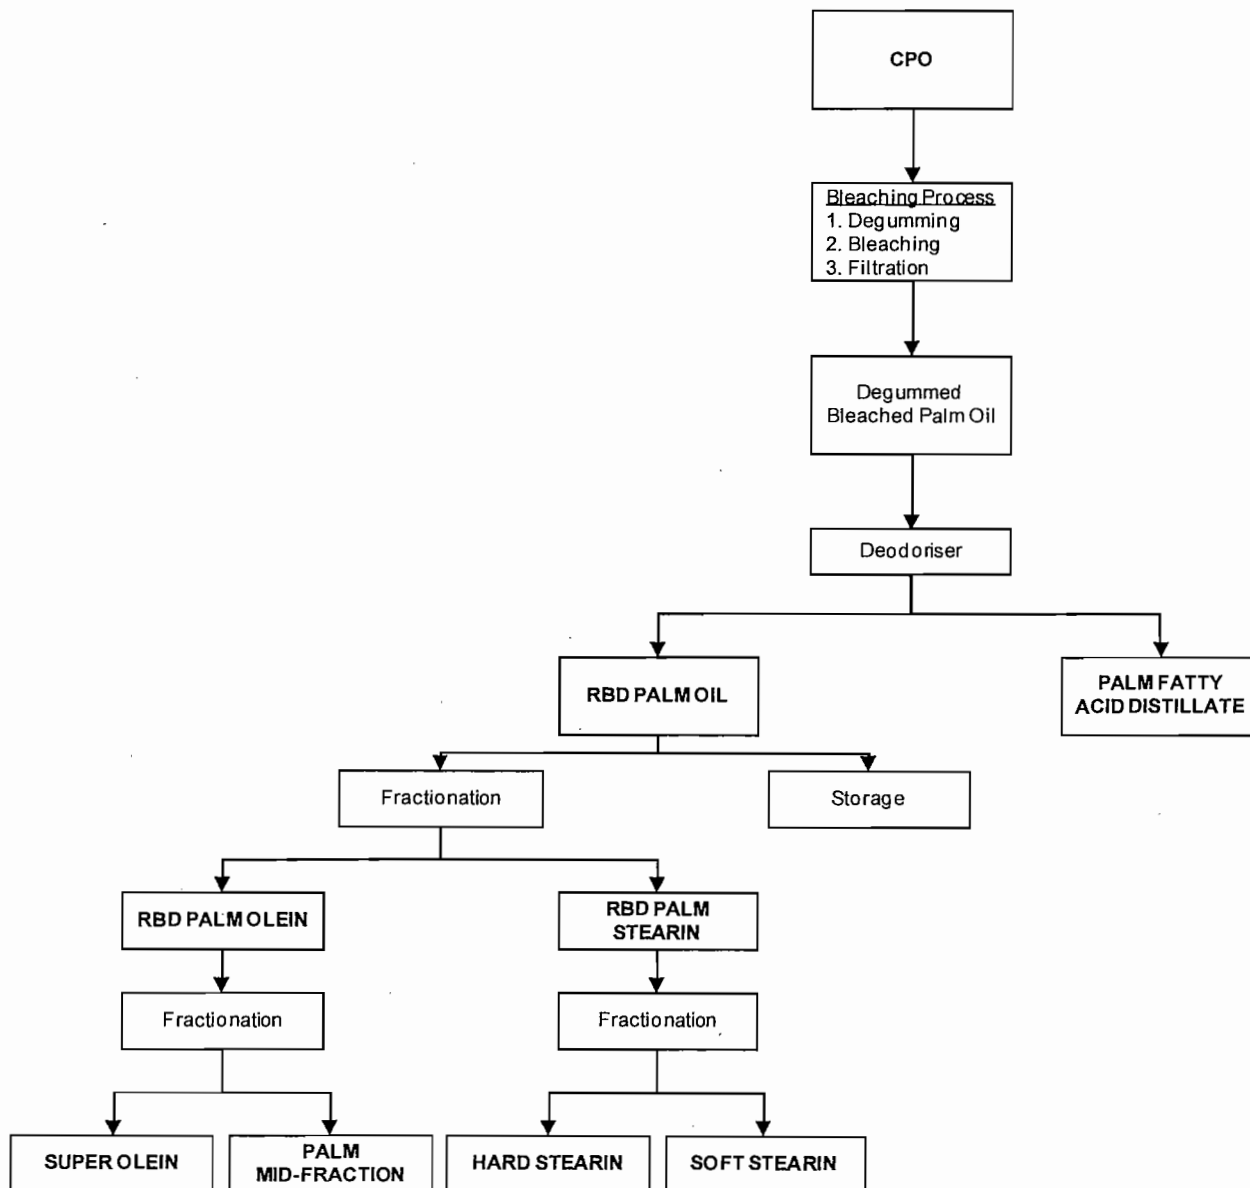 CPO
Bleaching Process
1. Degumming
2. Bleaching
3. Filtration
Degummed
Bleached Palm Oil
Deodoriser
RBD PALM OIL
PALM FATTY
ACID DISTILLATE
Fractionation
Storage
RBD PALM OLEIN
RBD PALM
STEARIN
Fractionation
Fractionation
SUPER OLEIN
PALM
MID-FRACTION
HARD STEARIN
SOFT STEARIN